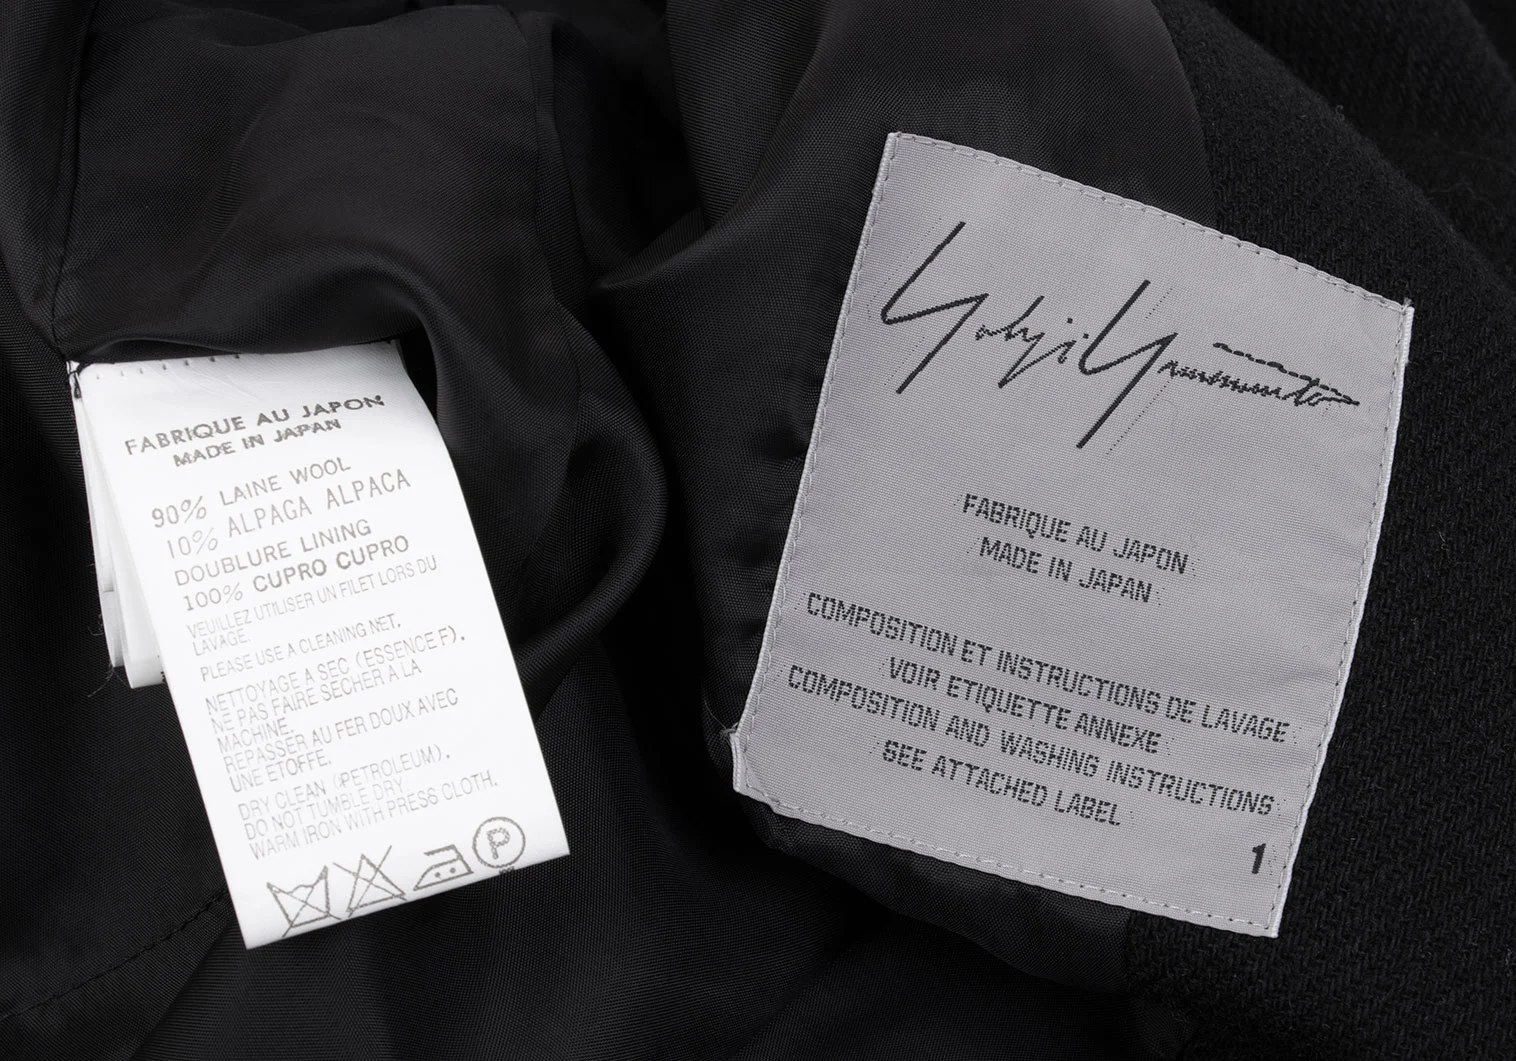 FABRIQUE AU JAPON
MADE IN JAPAN
90% LAINE WOOL
10% ALPAGA ALPACA
DOUBLURE LINING
100% CUPRO CUPRO
VEUILLEZ UTILISER UN FILET LORS DU
LAVAGE.
PLEASE USE A CLEANING NET.
NETTOYAGE A SEC (ESSENCE F).
NE PAS FAIRE SECHER A LA
MACHINE.
REPASSER AU FER DOUX AVEC
UNE ETOFFE.
DRY CLEAN (PETROLEUM).
DO NOT TUMBLE DRY
WARM IRON WITH PRESS CLOTH.
P
Yohji Yamamoto
FABRIQUE AU JAPON
MADE IN JAPAN
COMPOSITION ET INSTRUCTIONS DE LAVAGE
VOIR ETIQUETTE ANNEXE
COMPOSITION AND WASHING INSTRUCTIONS
SEE ATTACHED LABEL
1